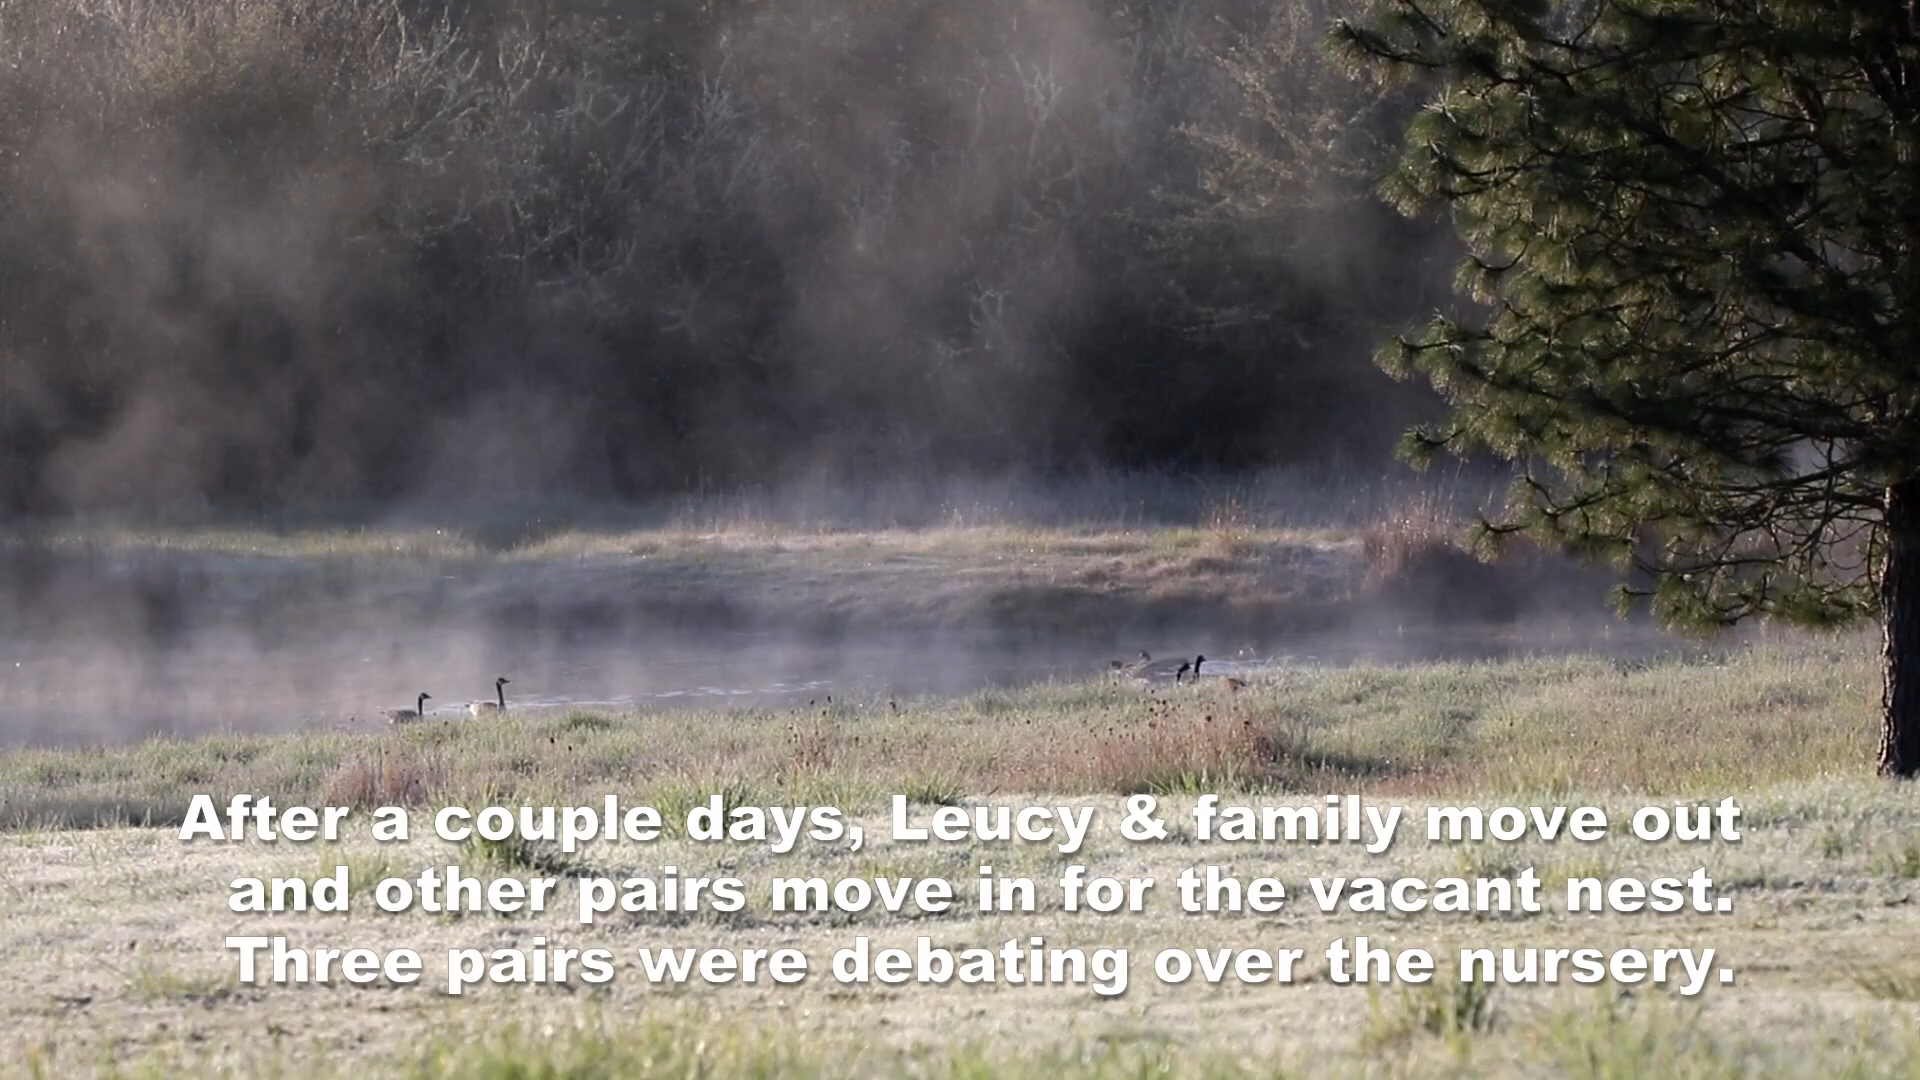 After a couple days, Leucy & family move out
and other pairs move in for the vacant nest.
Three pairs were debating over the nursery.